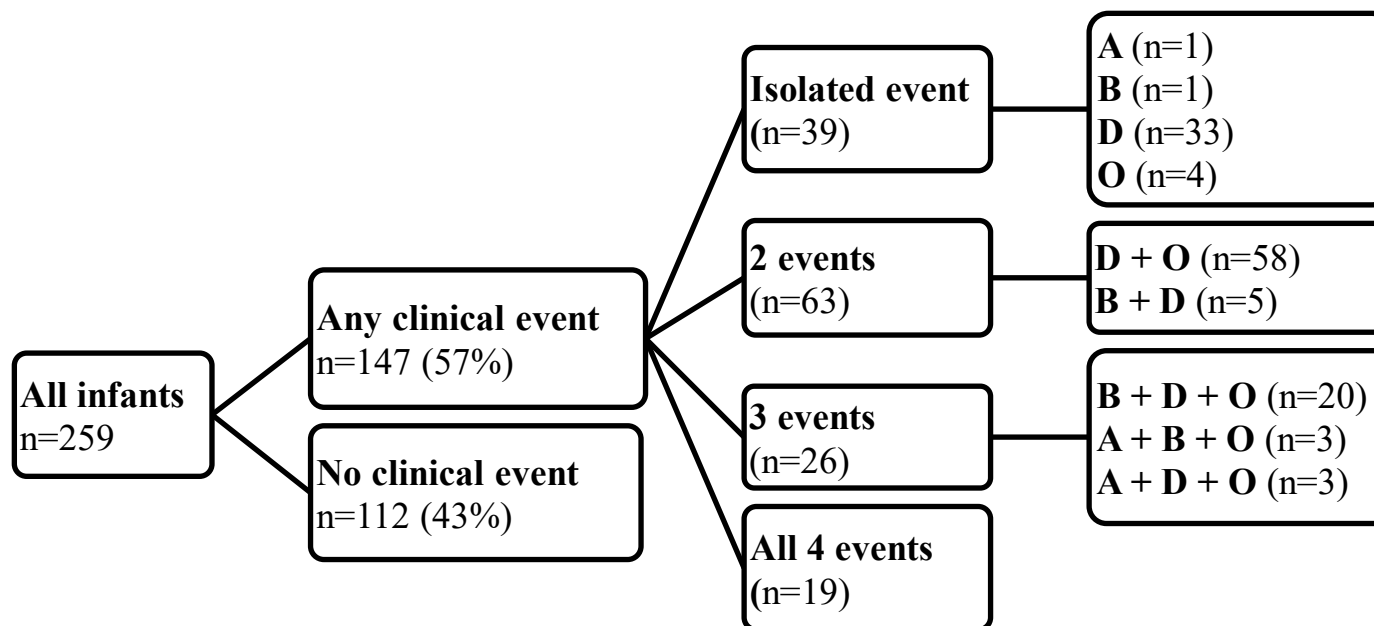 All infants
n=259
Any clinical event
n=147 (57%)
No clinical event
n=112 (43%)
Isolated event
(n=39)
2 events
(n=63)
3 events
(n=26)
All 4 events
(n=19)
A (n=1)
B (n=1)
D (n=33)
O (n=4)
D + O (n=58)
B + D (n=5)
B + D + O (n=20)
A + B + O (n=3)
A + D + O (n=3)